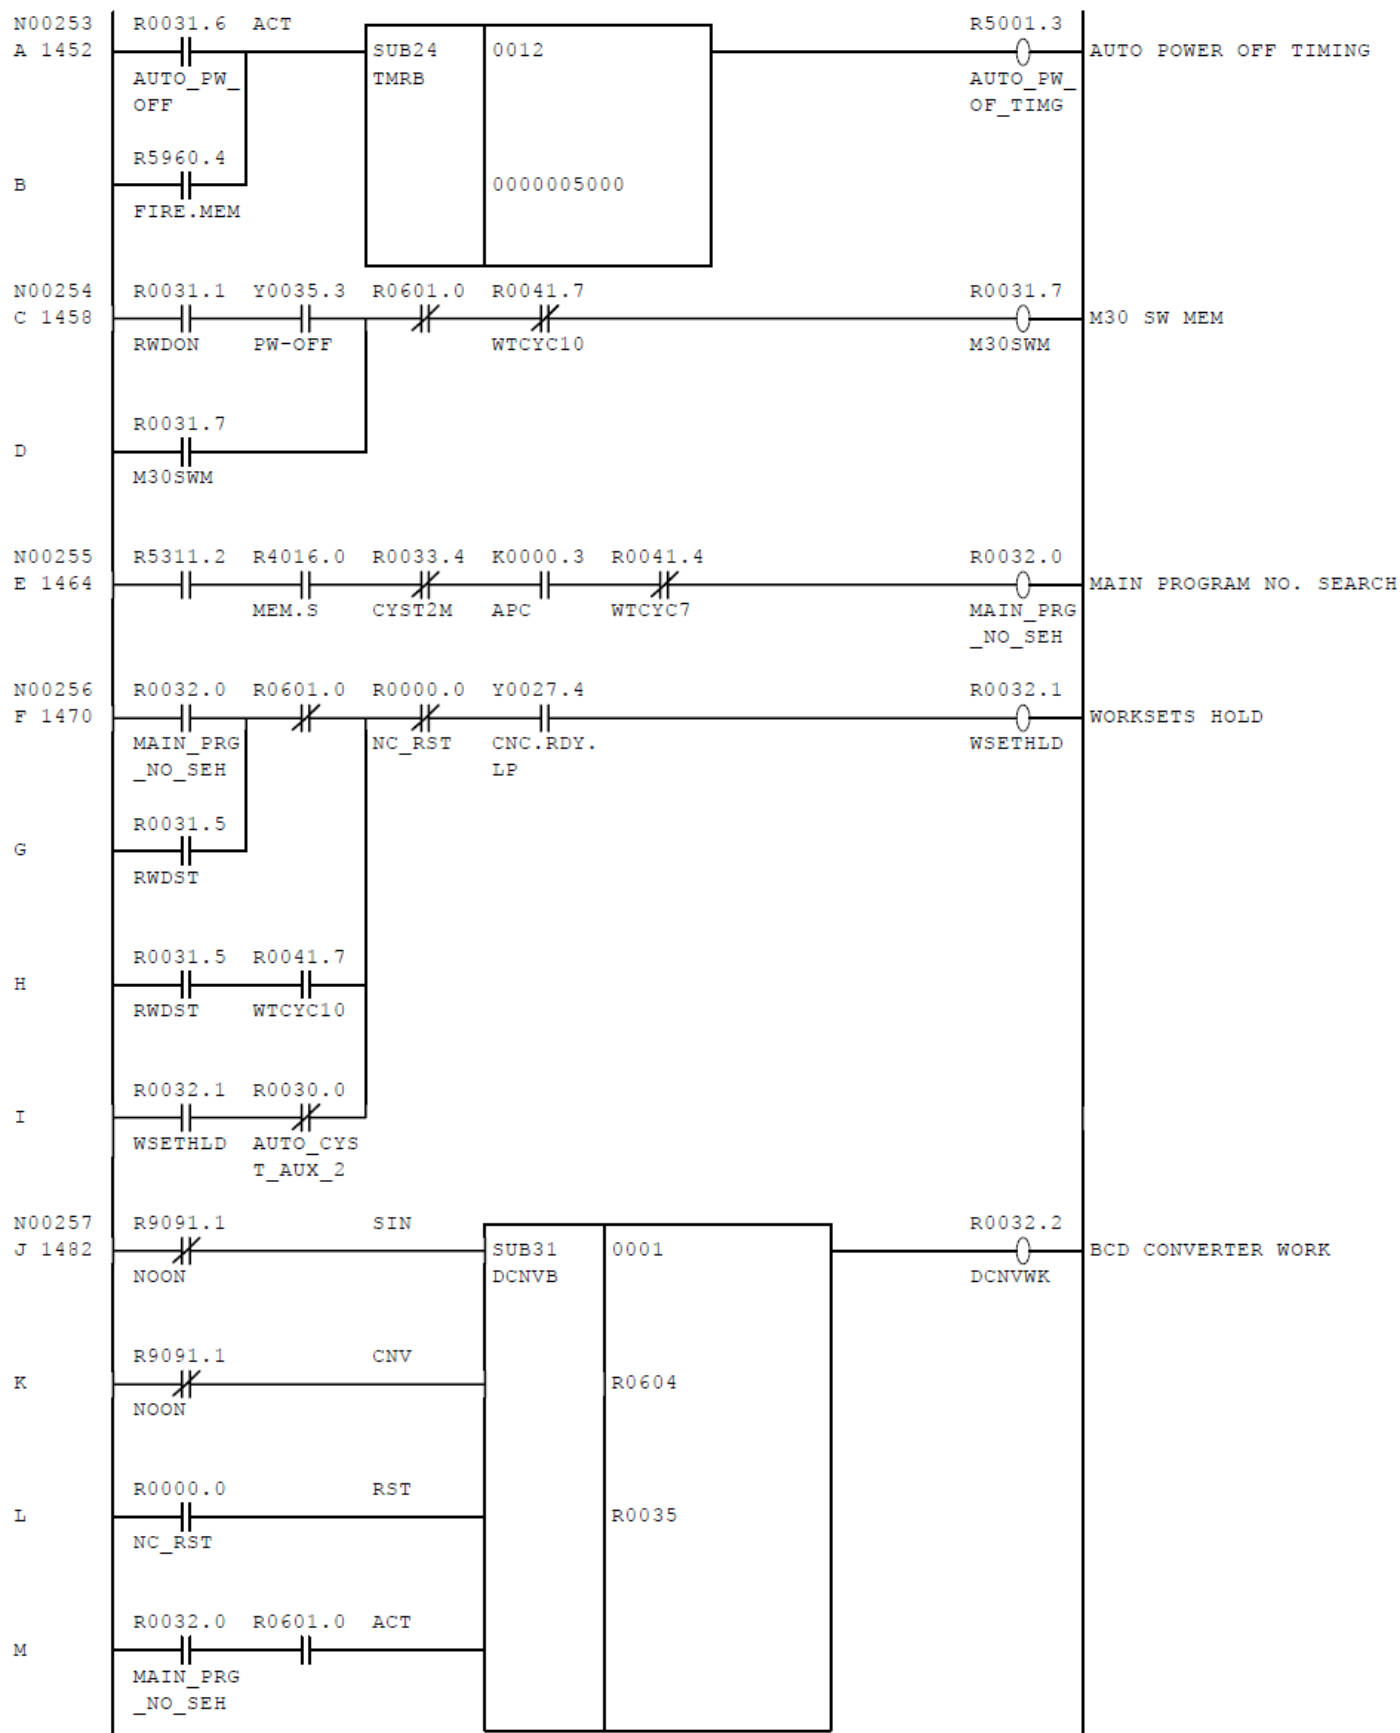 N00253 R0031.6 ACT R5001.3
A 1452 SUB24 0012 AUTO POWER OFF TIMING
AUTO_PW_ TMRB AUTO_PW_
OFF OF_TIMG
R5960.4
B 0000005000
FIRE.MEM
N00254 R0031.1 Y0035.3 R0601.0 R0041.7 R0031.7
C 1458 M30 SW MEM
RWDON PW-OFF WTCYC10 M30SWM
R0031.7
D
M30SWM
N00255 R5311.2 R4016.0 R0033.4 K0000.3 R0041.4 R0032.0
E 1464 MAIN PROGRAM NO. SEARCH
MEM.S CYST2M APC WTCYC7 MAIN_PRG
_NO_SEH
N00256 R0032.0 R0601.0 R0000.0 Y0027.4 R0032.1
F 1470 WORKSETS HOLD
MAIN_PRG NC_RST CNC.RDY. WSETHLD
_NO_SEH LP
R0031.5
G
RWDST
R0031.5 R0041.7
H
RWDST WTCYC10
R0032.1 R0030.0
I
WSETHLD AUTO_CYS
T_AUX_2
N00257 R9091.1 SIN R0032.2
J 1482 SUB31 0001 BCD CONVERTER WORK
NOON DCNVB DCNVWK
R9091.1 CNV
K R0604
NOON
R0000.0 RST
L R0035
NC_RST
R0032.0 R0601.0 ACT
M
MAIN_PRG
_NO_SEH